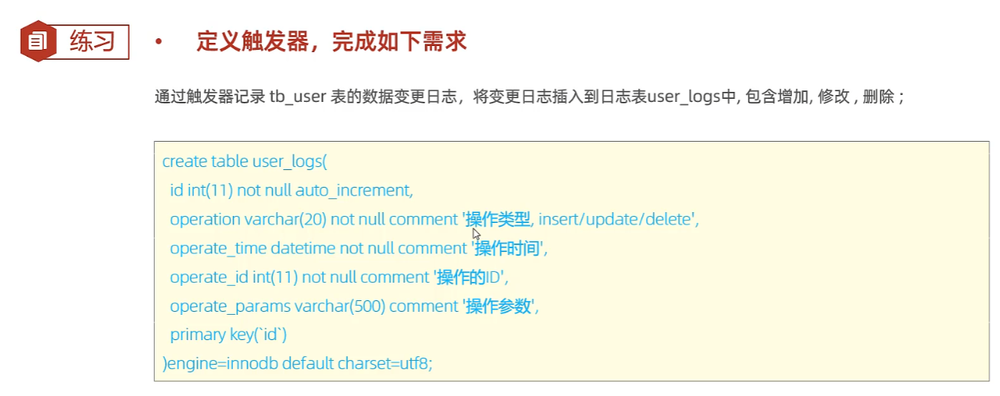 练习
• 定义触发器，完成如下需求
通过触发器记录 tb_user 表的数据变更日志，将变更日志插入到日志表user_logs中, 包含增加, 修改 , 删除 ;
create table user_logs(
id int(11) not null auto_increment,
operation varchar(20) not null comment '操作类型, insert/update/delete',
operate_time datetime not null comment '操作时间',
operate_id int(11) not null comment '操作的ID',
operate_params varchar(500) comment '操作参数',
primary key(`id`)
)engine=innodb default charset=utf8;